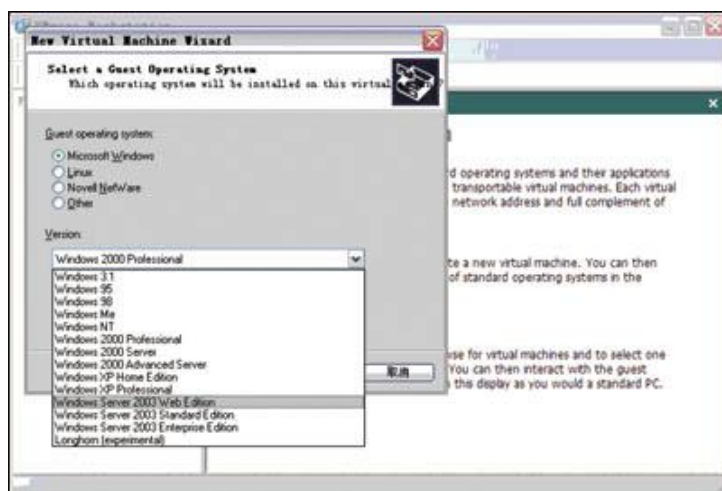 New Virtual Machine Wizard
Select a Guest Operating System
Which operating system will be installed on this virtual
Guest operating system:
Microsoft Windows
Linux
Novell NetWare
Other
Version:
Windows 2000 Professional
Windows 3.1
Windows 95
Windows 98
Windows Me
Windows NT
Windows 2000 Professional
Windows 2000 Server
Windows 2000 Advanced Server
Windows XP Home Edition
Windows XP Professional
Windows Server 2003 Web Edition
Windows Server 2003 Standard Edition
Windows Server 2003 Enterprise Edition
Longhorn (experimental)
取消
operating systems and their applications
transportable virtual machines. Each virtual
network address and full complement of
a new virtual machine. You can then
of standard operating systems in the
use for virtual machines and to select one
You can then interact with the guest
this display as you would a standard PC.